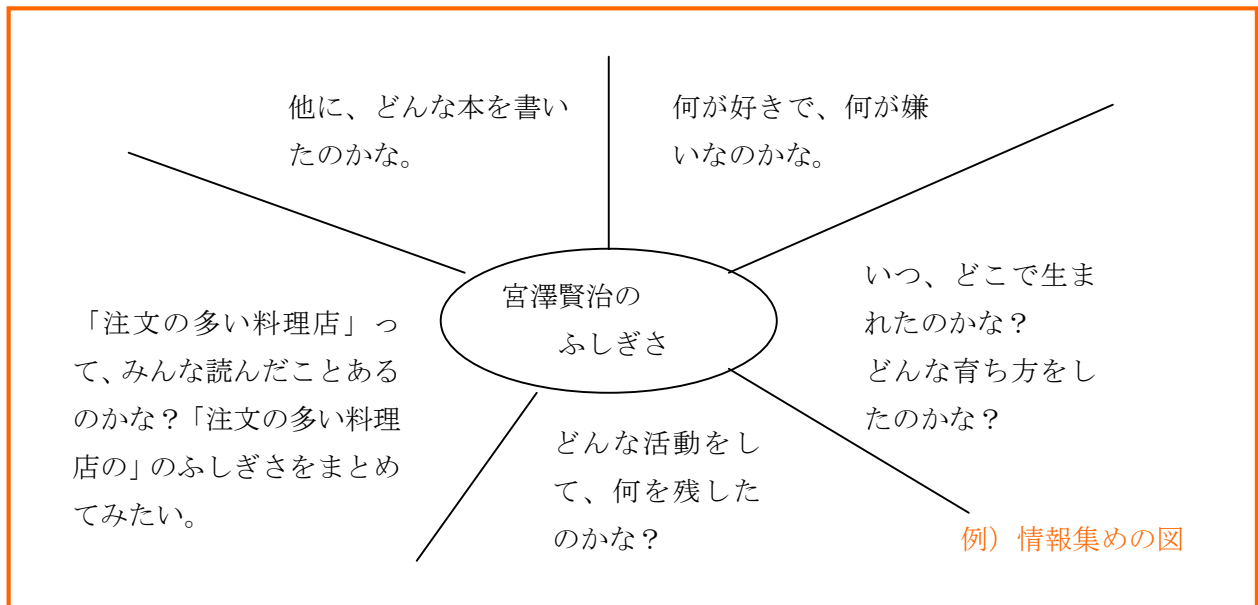 他に、どんな本を書い
たのかな。
何が好きで、何が嫌
いなのかな。
宮澤賢治の
ふしぎさ
いつ、どこで生ま
れたのかな？
どんな育ち方をし
たのかな？
「注文の多い料理店」っ
て、みんな読んだことある
のかな？「注文の多い料理
店の」のふしぎさをまとめ
てみたい。
どんな活動をし
て、何を残した
のかな？
例）情報集めの図